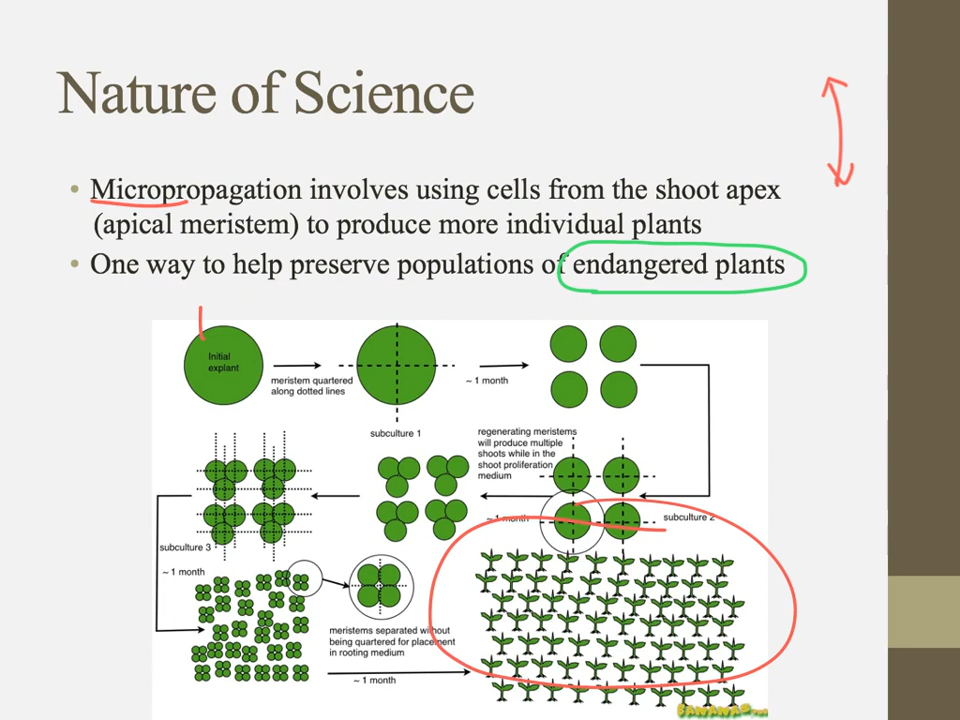 Nature of Science
• Micropropagation involves using cells from the shoot apex
(apical meristem) to produce more individual plants
• One way to help preserve populations of endangered plants
Initial
explant
meristem quartered
along dotted lines
~ 1 month
subculture 1
regenerating meristems
will produce multiple
shoots while in the
shoot proliferation
medium
~ 1 month
subculture 2
subculture 3
~ 1 month
meristems separated without
being quartered for placement
in rooting medium
~ 1 month